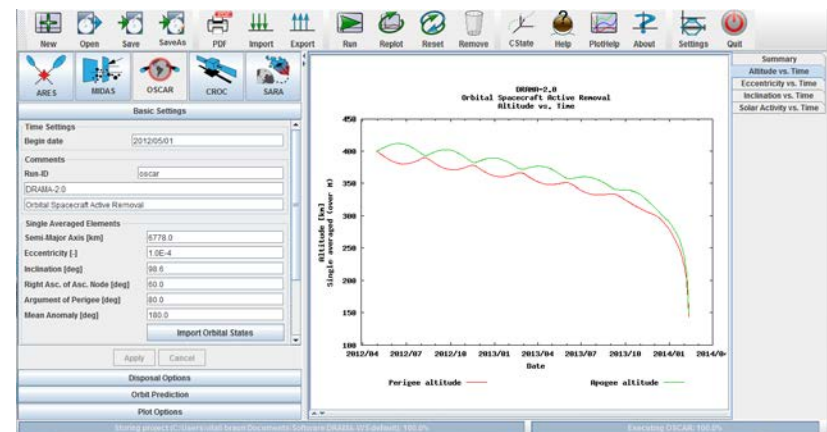 New Open Save SaveAs PDF Import Export Run Replot Reset Remove CState Help PlotHelp About Settings Quit
ARES MIDAS OSCAR CROC SARA
Basic Settings
Time Settings
Begin date 2012/05/01
Comments
Run-ID oscar
DRAMA-2.0
Orbital Spacecraft Active Removal
Single Averaged Elements
Semi-Major Axis [km] 6778.0
Eccentricity [-] 1.0E-4
Inclination [deg] 98.6
Right Asc. of Asc. Node [deg] 60.0
Argument of Perigee [deg] 80.0
Mean Anomaly [deg] 180.0
Import Orbital States
Apply Cancel
Disposal Options
Orbit Prediction
Plot Options
DRAMA-2.0
Orbital Spacecraft Active Removal
Altitude vs. Time
450
400
350
300
250
200
150
100
Altitude [km]
Single averaged (over M)
2012/04 2012/07 2012/10 2013/01 2013/04 2013/07 2013/10 2014/01 2014/0
Date
Perigee altitude Apogee altitude
Summary
Altitude vs. Time
Eccentricity vs. Time
Inclination vs. Time
Solar Activity vs. Time
Storing project 100.0%
Executing OSCAR: 100.0%